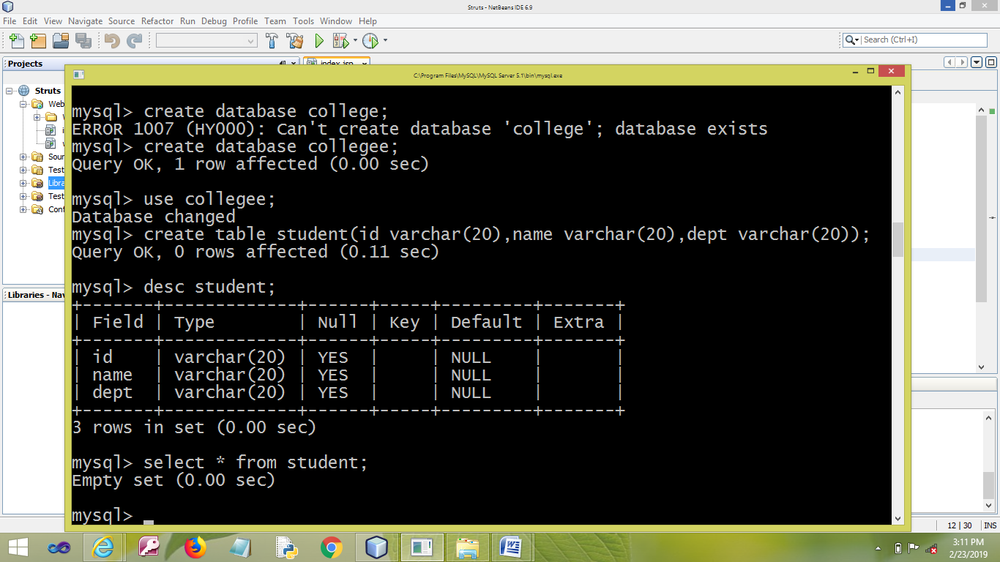 Struts - NetBeans IDE 6.9
File Edit View Navigate Source Refactor Run Debug Profile Team Tools Window Help
Search (Ctrl+I)
Projects
index.jsp
C:\Program Files\MySQL\MySQL Server 5.1\bin\mysql.exe
Struts
Web
Sour
Test
Libra
Test
Conf
Libraries - Nav
mysql> create database college;
ERROR 1007 (HY000): Can't create database 'college'; database exists
mysql> create database collegee;
Query OK, 1 row affected (0.00 sec)
mysql> use collegee;
Database changed
mysql> create table student(id varchar(20),name varchar(20),dept varchar(20));
Query OK, 0 rows affected (0.11 sec)
mysql> desc student;
+-------+-------------+------+-----+---------+-------+
| Field | Type        | Null | Key | Default | Extra |
+-------+-------------+------+-----+---------+-------+
| id    | varchar(20) | YES  |     | NULL    |       |
| name  | varchar(20) | YES  |     | NULL    |       |
| dept  | varchar(20) | YES  |     | NULL    |       |
+-------+-------------+------+-----+---------+-------+
3 rows in set (0.00 sec)
mysql> select * from student;
Empty set (0.00 sec)
mysql>
12 | 30 INS
3:11 PM
2/23/2019